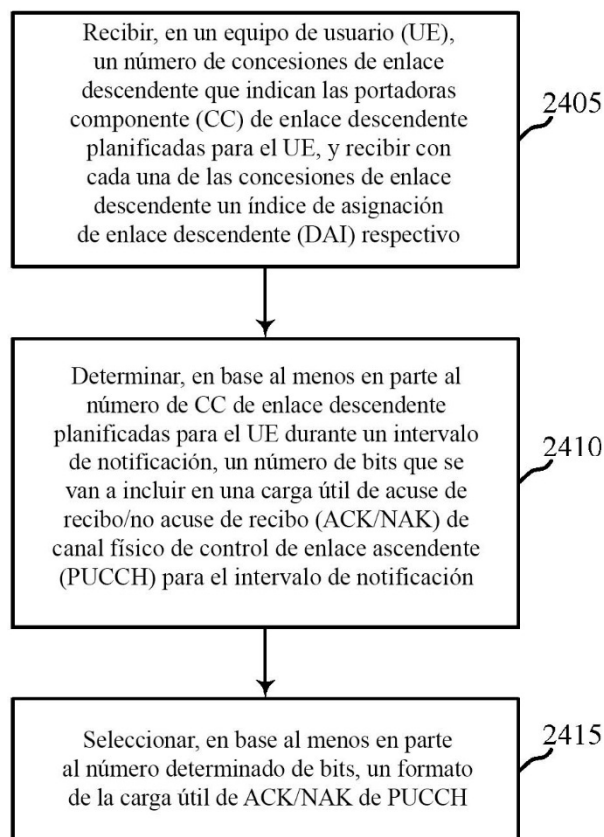 Recibir, en un equipo de usuario (UE),
un número de concesiones de enlace
descendente que indican las portadoras
componente (CC) de enlace descendente
planificadas para el UE, y recibir con
cada una de las concesiones de enlace
descendente un índice de asignación
de enlace descendente (DAI) respectivo
2405
Determinar, en base al menos en parte al
número de CC de enlace descendente
planificadas para el UE durante un intervalo
de notificación, un número de bits que se
van a incluir en una carga útil de acuse de
recibo/no acuse de recibo (ACK/NAK) de
canal físico de control de enlace ascendente
(PUCCH) para el intervalo de notificación
2410
Seleccionar, en base al menos en parte
al número determinado de bits, un formato
de la carga útil de ACK/NAK de PUCCH
2415